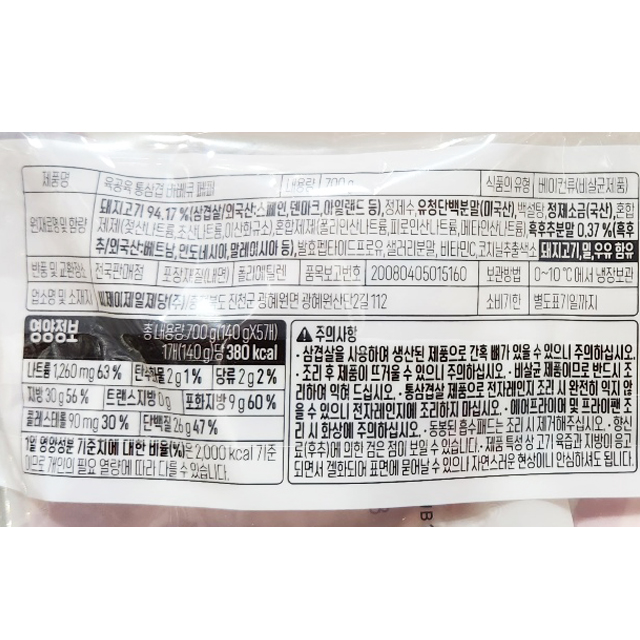 제품명 육공육 통삼겹 바베큐 페퍼 내용량 700 g 식품의유형 베이컨류(비살균제품)
원재료명및 함량 돼지고기 94.17 %(삼겹살/외국산:스페인,덴마크,아일랜드 등), 정제수, 유청단백분말(미국산), 백설탕, 정제소금(국산), 혼합
제제(젖산나트륨, 초산나트륨, 이산화규소), 혼합제제(폴리인산나트륨, 피로인산나트륨, 메타인산나트륨), 흑후추분말 0.37 %(흑후
추/외국산:베트남, 인도네시아, 말레이시아 등), 발효펩타이드프로유, 샐러리분말, 비타민C, 코치닐추출색소 돼지고기, 밀, 우유 함유
반품 및 교환장소 전국판매점 포장재질(내면) 폴리에틸렌 품목보고번호 20080405015160 보관방법 0~10 ℃에서 냉장보관
업소명 및 소재지 씨제이제일제당(주)/충청북도 진천군 광혜원면 광혜원산단2길 112 소비기한 별도표기일까지
영양정보 총 내용량 700 g(140 gX5개)
1개(140 g)당 380 kcal
나트륨 1,260 mg 63 % 탄수화물 2 g 1 % 당류 2 g 2 %
지방 30 g 56 % 트랜스지방 0 g 포화지방 9 g 60 %
콜레스테롤 90 mg 30 % 단백질 26 g 47 %
1일 영양성분 기준치에 대한 비율(%)은 2,000 kcal 기준
이므로 개인의 필요 열량에 따라 다를 수 있습니다.
주의사항
· 삼겹살을 사용하여 생산된 제품으로 간혹 뼈가 있을 수 있으니 주의하십시오.
· 조리 후 제품이 뜨거울 수 있으니 주의하십시오. · 비살균 제품이므로 반드시 조
리하여 익혀 드십시오. · 통삼겹살 제품으로 전자레인지 조리 시 완전히 익지 않
을 수 있으니 전자레인지에 조리하지 마십시오. · 에어프라이어 및 프라이팬 조
리 시 화상에 주의하십시오. · 동봉된 흡수패드는 조리 시 제거해주십시오. · 향신
료(후추)에 의한 검은 점이 보일 수 있습니다. · 제품 특성상 고기 육즙과 지방이 용고
되면서 겔화되어 표면에 묻어날 수 있으나 자연스러운 현상이니 안심하셔도 됩니다.